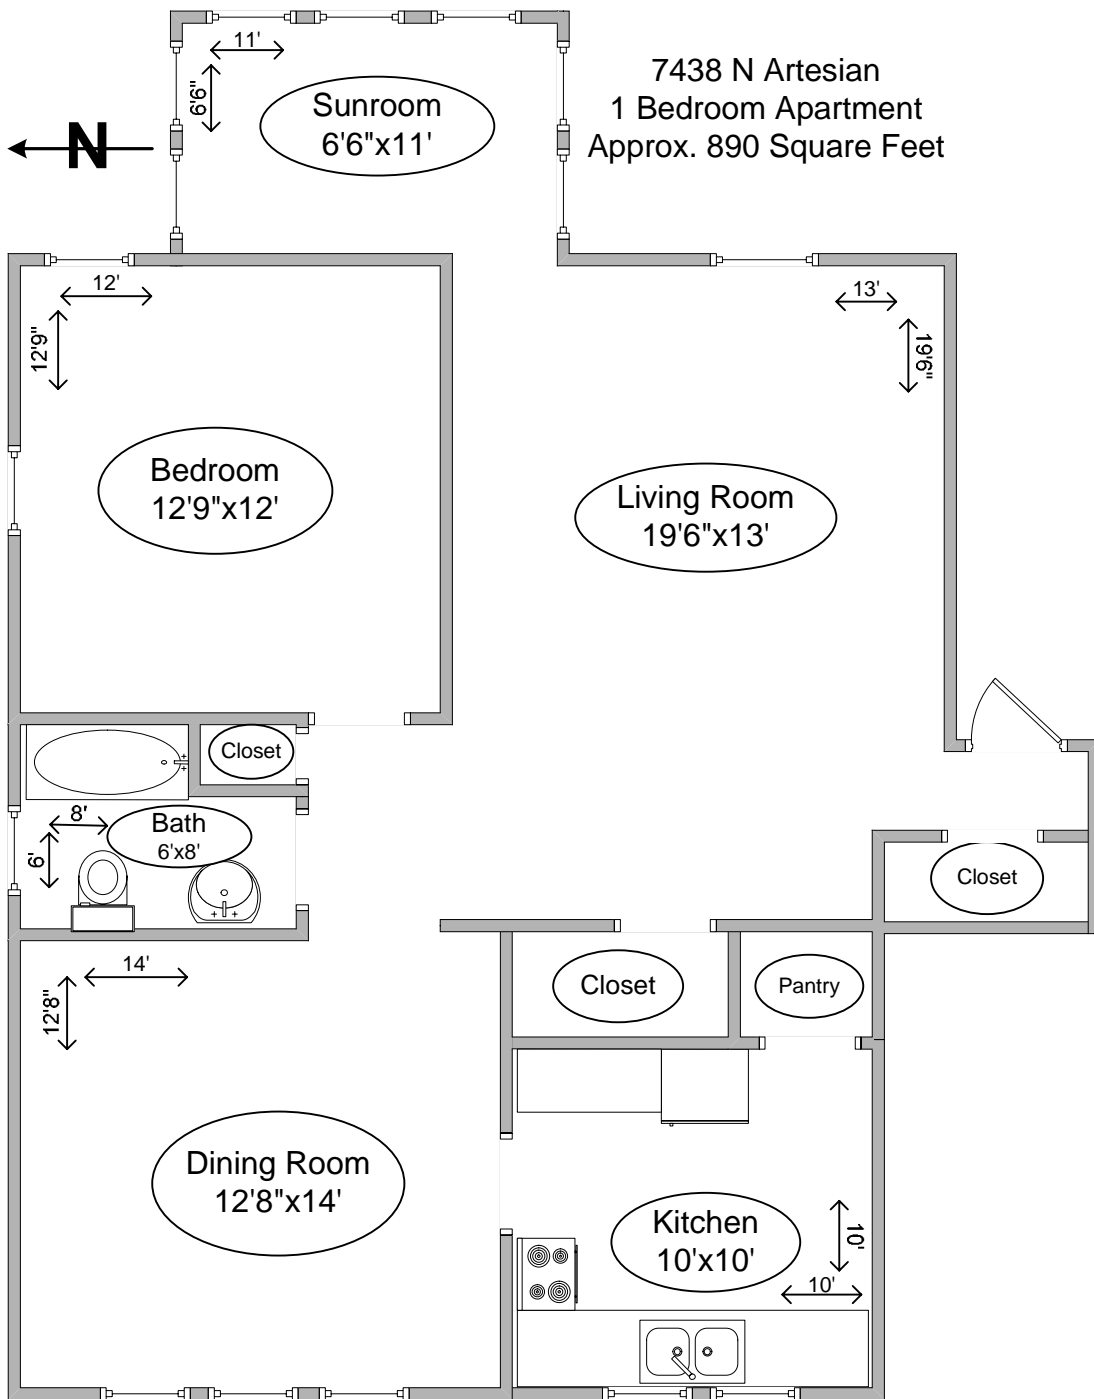 11'
6'6"
Sunroom
6'6"x11'
7438 N Artesian
1 Bedroom Apartment
Approx. 890 Square Feet
N
12'
12'9"
13'
19'6"
Bedroom
12'9"x12'
Living Room
19'6"x13'
Closet
8'
6'
Bath
6'x8'
Closet
14'
12'8"
Closet
Pantry
Dining Room
12'8"x14'
Kitchen
10'x10'
10'
10'